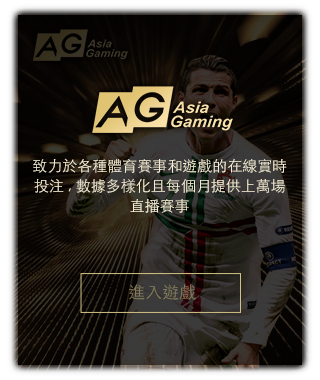 AG Asia
Gaming
AG Asia
Gaming
致力於各種體育賽事和遊戲的在線實時
投注，數據多樣化且每個月提供上萬場
直播賽事
進入遊戲